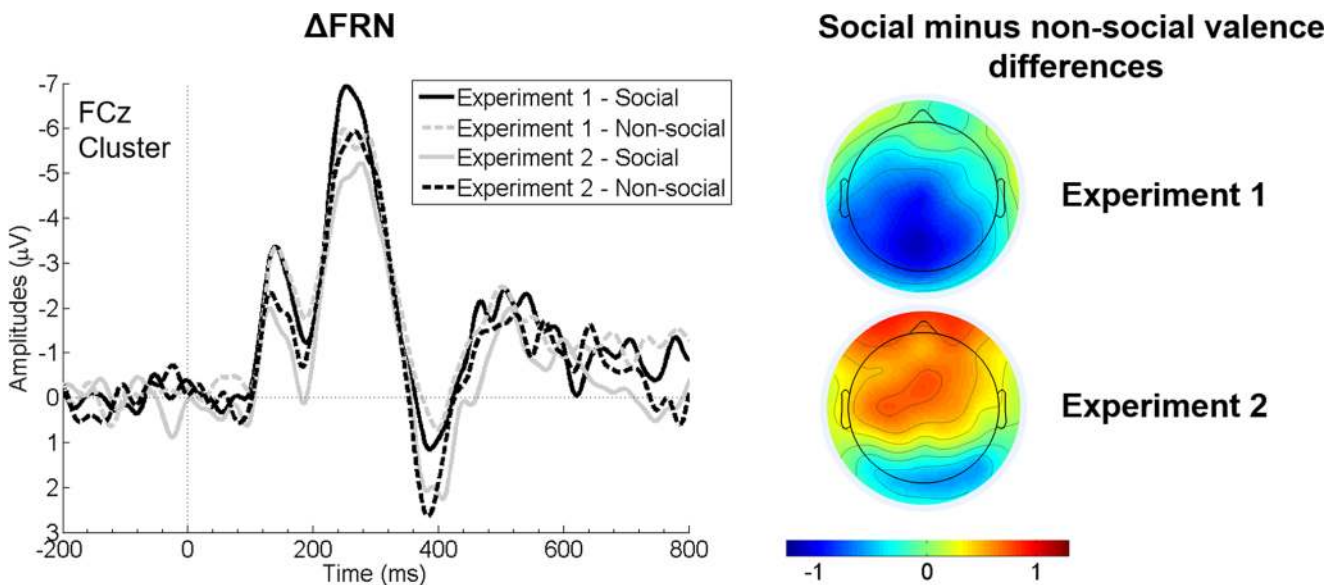 ΔFRN
FCz
Cluster
Experiment 1 - Social
Experiment 1 - Non-social
Experiment 2 - Social
Experiment 2 - Non-social
Amplitudes (μV)
-7
-6
-5
-4
-3
-2
-1
0
1
2
3
-200
0
200
400
600
800
Time (ms)
Social minus non-social valence
differences
Experiment 1
Experiment 2
-1
0
1